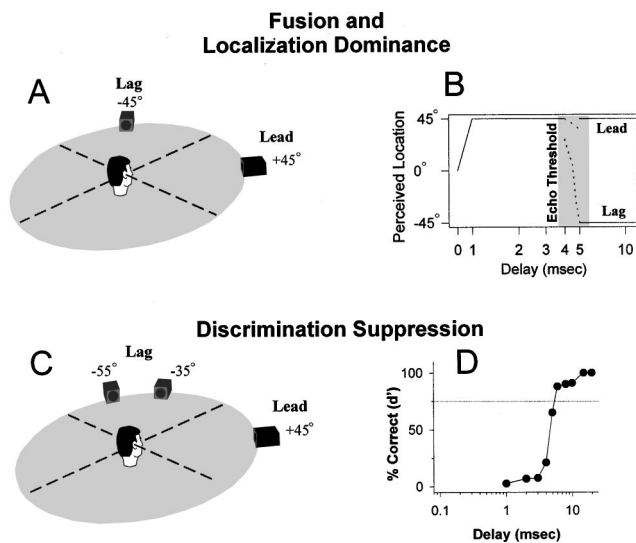 Fusion and
Localization Dominance
A
Lag
-45°
Lead
+45°
B
Perceived Location
45°
0°
-45°
Echo Threshold
Lead
Lag
0 1 2 3 4 5 10
Delay (msec)
Discrimination Suppression
C
Lag
-55° -35°
Lead
+45°
D
% Correct (d')
100
50
0
0.1 1 10
Delay (msec)